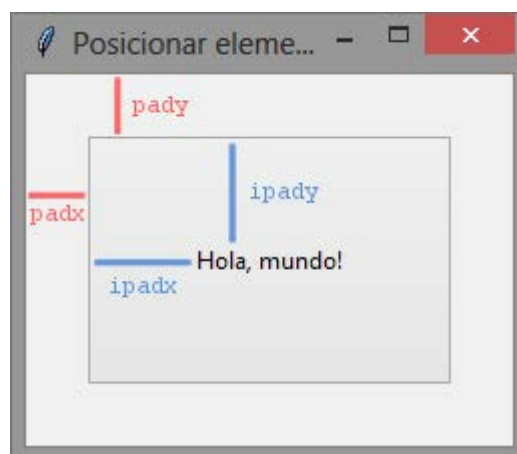 Posicionar eleme...
pady
ipady
padx
Hola, mundo!
ipadx